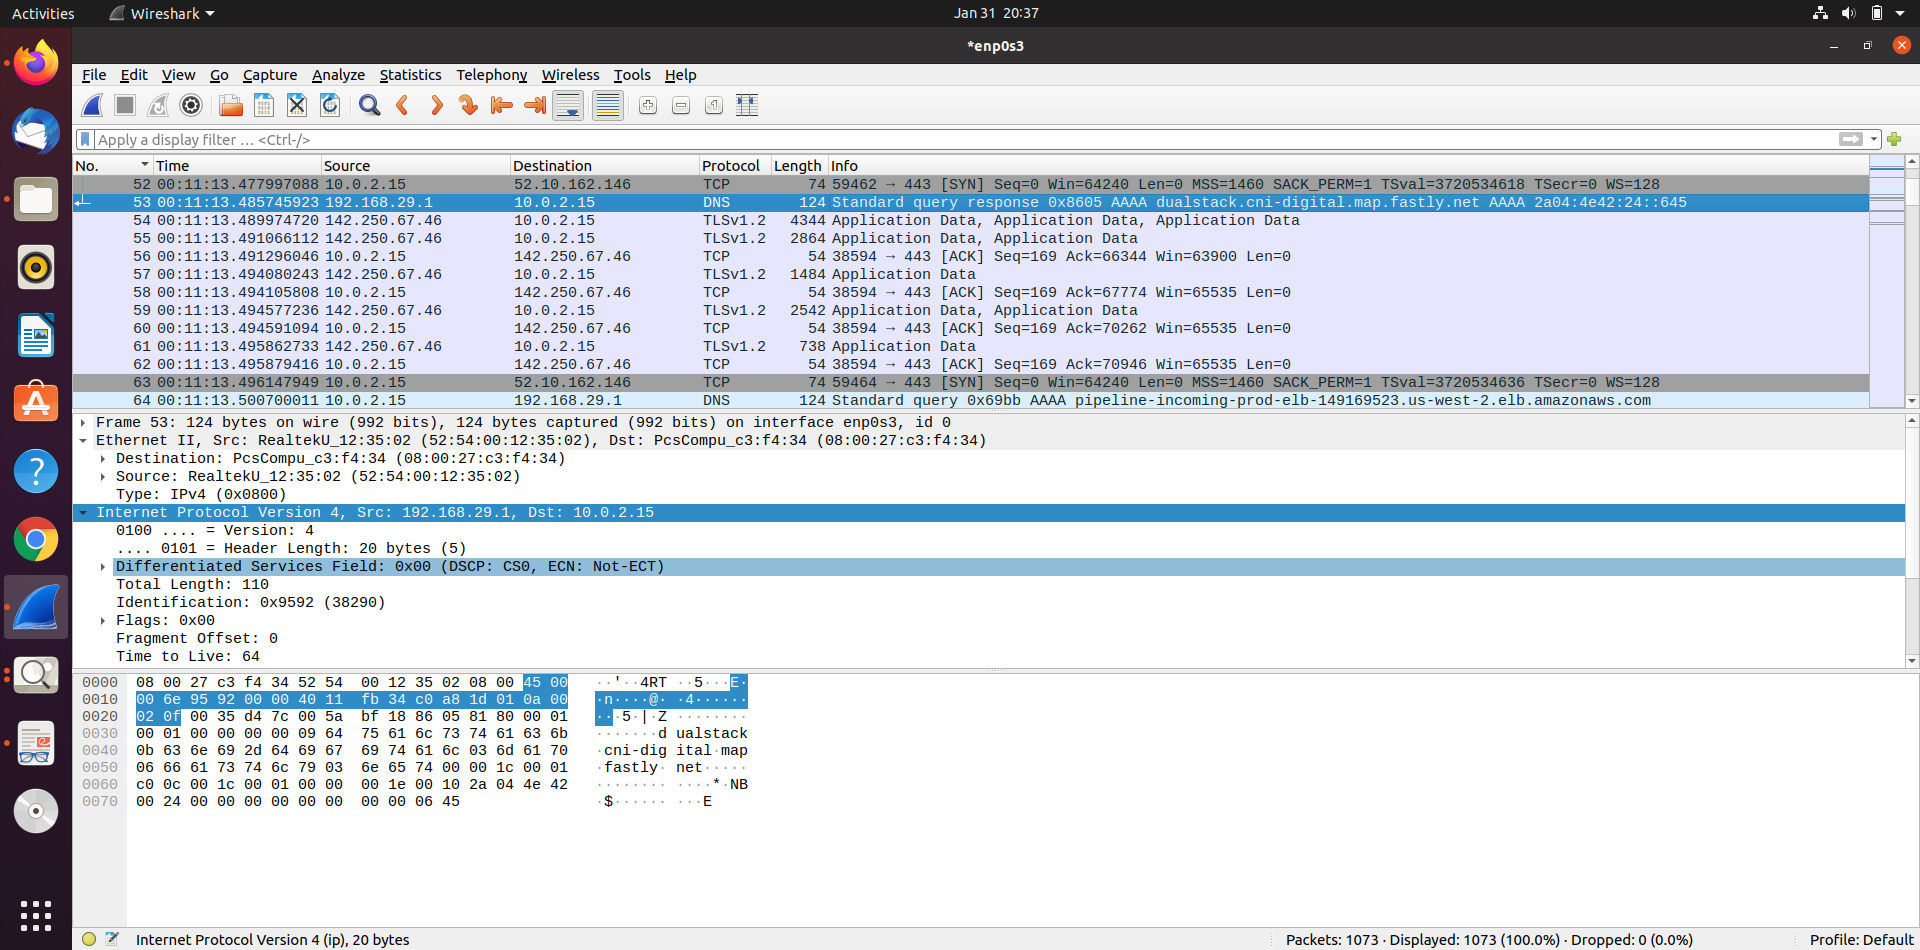 Activities Wireshark Jan 31 20:37
*enp0s3
File Edit View Go Capture Analyze Statistics Telephony Wireless Tools Help
Apply a display filter … <Ctrl-/>
No. Time Source Destination Protocol Length Info
52 00:11:13.477997088 10.0.2.15 52.10.162.146 TCP 74 59462 → 443 [SYN] Seq=0 Win=64240 Len=0 MSS=1460 SACK_PERM=1 TSval=3720534618 TSecr=0 WS=128
53 00:11:13.485745923 192.168.29.1 10.0.2.15 DNS 124 Standard query response 0x8605 AAAA dualstack.cni-digital.map.fastly.net AAAA 2a04:4e42:24::645
54 00:11:13.489974720 142.250.67.46 10.0.2.15 TLSv1.2 4344 Application Data, Application Data, Application Data
55 00:11:13.491066112 142.250.67.46 10.0.2.15 TLSv1.2 2864 Application Data, Application Data
56 00:11:13.491296046 10.0.2.15 142.250.67.46 TCP 54 38594 → 443 [ACK] Seq=169 Ack=66344 Win=63900 Len=0
57 00:11:13.494080243 142.250.67.46 10.0.2.15 TLSv1.2 1484 Application Data
58 00:11:13.494105808 10.0.2.15 142.250.67.46 TCP 54 38594 → 443 [ACK] Seq=169 Ack=67774 Win=65535 Len=0
59 00:11:13.494577236 142.250.67.46 10.0.2.15 TLSv1.2 2542 Application Data, Application Data
60 00:11:13.494591094 10.0.2.15 142.250.67.46 TCP 54 38594 → 443 [ACK] Seq=169 Ack=70262 Win=65535 Len=0
61 00:11:13.495862733 142.250.67.46 10.0.2.15 TLSv1.2 738 Application Data
62 00:11:13.495879416 10.0.2.15 142.250.67.46 TCP 54 38594 → 443 [ACK] Seq=169 Ack=70946 Win=65535 Len=0
63 00:11:13.496147949 10.0.2.15 52.10.162.146 TCP 74 59464 → 443 [SYN] Seq=0 Win=64240 Len=0 MSS=1460 SACK_PERM=1 TSval=3720534636 TSecr=0 WS=128
64 00:11:13.500700011 10.0.2.15 192.168.29.1 DNS 124 Standard query 0x69bb AAAA pipeline-incoming-prod-elb-149169523.us-west-2.elb.amazonaws.com
Frame 53: 124 bytes on wire (992 bits), 124 bytes captured (992 bits) on interface enp0s3, id 0
Ethernet II, Src: RealtekU_12:35:02 (52:54:00:12:35:02), Dst: PcsCompu_c3:f4:34 (08:00:27:c3:f4:34)
Destination: PcsCompu_c3:f4:34 (08:00:27:c3:f4:34)
Source: RealtekU_12:35:02 (52:54:00:12:35:02)
Type: IPv4 (0x0800)
Internet Protocol Version 4, Src: 192.168.29.1, Dst: 10.0.2.15
0100 .... = Version: 4
.... 0101 = Header Length: 20 bytes (5)
Differentiated Services Field: 0x00 (DSCP: CS0, ECN: Not-ECT)
Total Length: 110
Identification: 0x9592 (38290)
Flags: 0x00
Fragment Offset: 0
Time to Live: 64
0000 08 00 27 c3 f4 34 52 54 00 12 35 02 08 00 45 00 ··'··4RT ··5···E·
0010 00 6e 95 92 00 00 40 11 fb 34 c0 a8 1d 01 0a 00 ·n····@· ·4······
0020 02 0f 00 35 d4 7c 00 5a bf 18 86 05 81 80 00 01 ···5·|·Z ········
0030 00 01 00 00 00 00 09 64 75 61 6c 73 74 61 63 6b ·······d ualstack
0040 0b 63 6e 69 2d 64 69 67 69 74 61 6c 03 6d 61 70 ·cni-dig ital·map
0050 06 66 61 73 74 6c 79 03 6e 65 74 00 00 1c 00 01 ·fastly· net·····
0060 c0 0c 00 1c 00 01 00 00 00 1e 00 10 2a 04 4e 42 ········ ····*·NB
0070 00 24 00 00 00 00 00 00 00 00 06 45 ·$······ ···E
Internet Protocol Version 4 (ip), 20 bytes Packets: 1073 · Displayed: 1073 (100.0%) · Dropped: 0 (0.0%) Profile: Default